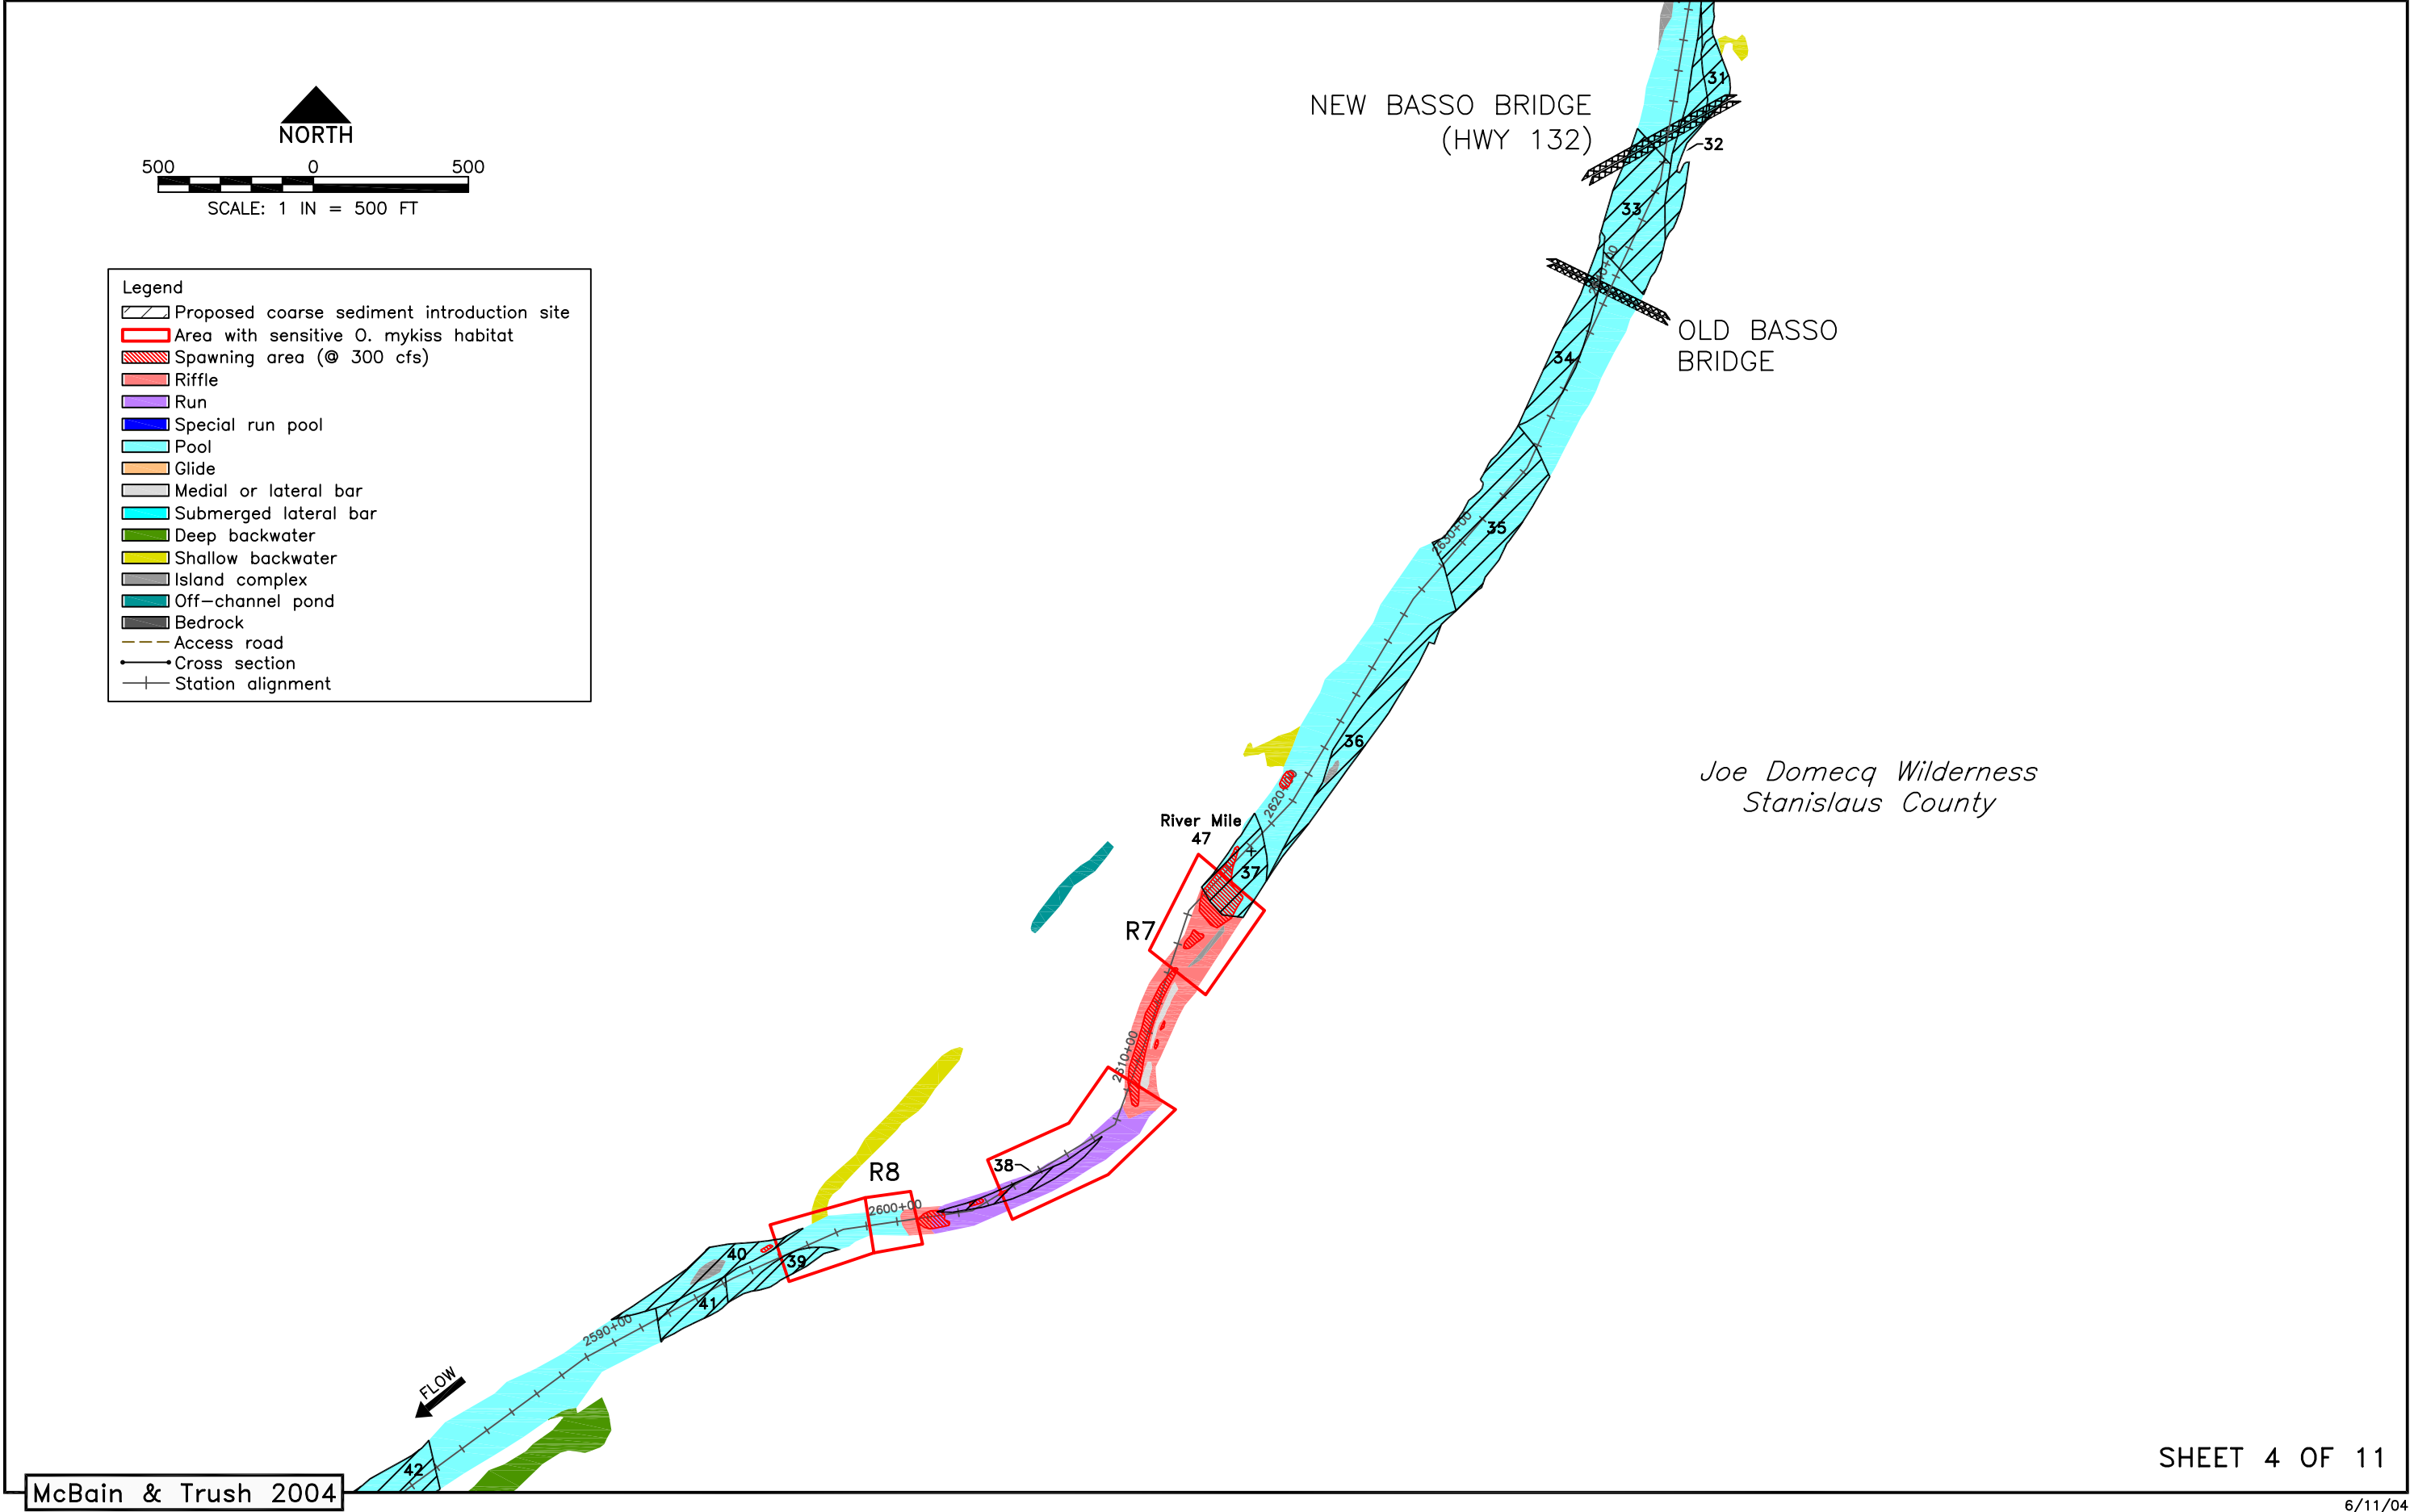 NORTH
500 0 500
SCALE: 1 IN = 500 FT
Legend
Proposed coarse sediment introduction site
Area with sensitive O. mykiss habitat
Spawning area (@ 300 cfs)
Riffle
Run
Special run pool
Pool
Glide
Medial or lateral bar
Submerged lateral bar
Deep backwater
Shallow backwater
Island complex
Off-channel pond
Bedrock
Access road
Cross section
Station alignment
31
NEW BASSO BRIDGE
(HWY 132)
32
33
2640+00
OLD BASSO
BRIDGE
34
35
2630+00
36
Joe Domecq Wilderness
Stanislaus County
2620+00
River Mile
47
37
R7
2610+00
38
R8
2600+00
40
39
41
2590+00
FLOW
42
SHEET 4 OF 11
McBain & Trush 2004
6/11/04